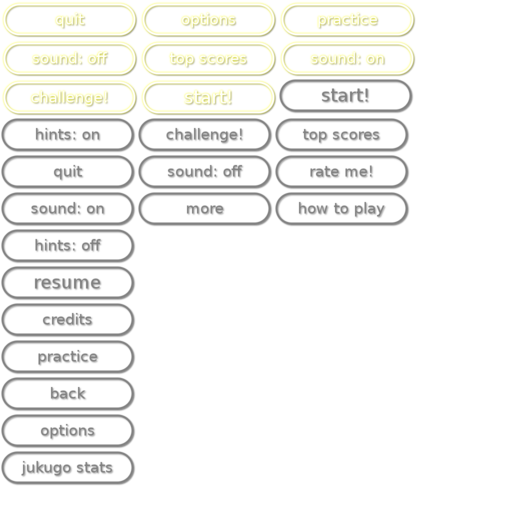 quit options practice
sound: off top scores sound: on
challenge! start! start!
hints: on challenge! top scores
quit sound: off rate me!
sound: on more how to play
hints: off
resume
credits
practice
back
options
jukugo stats